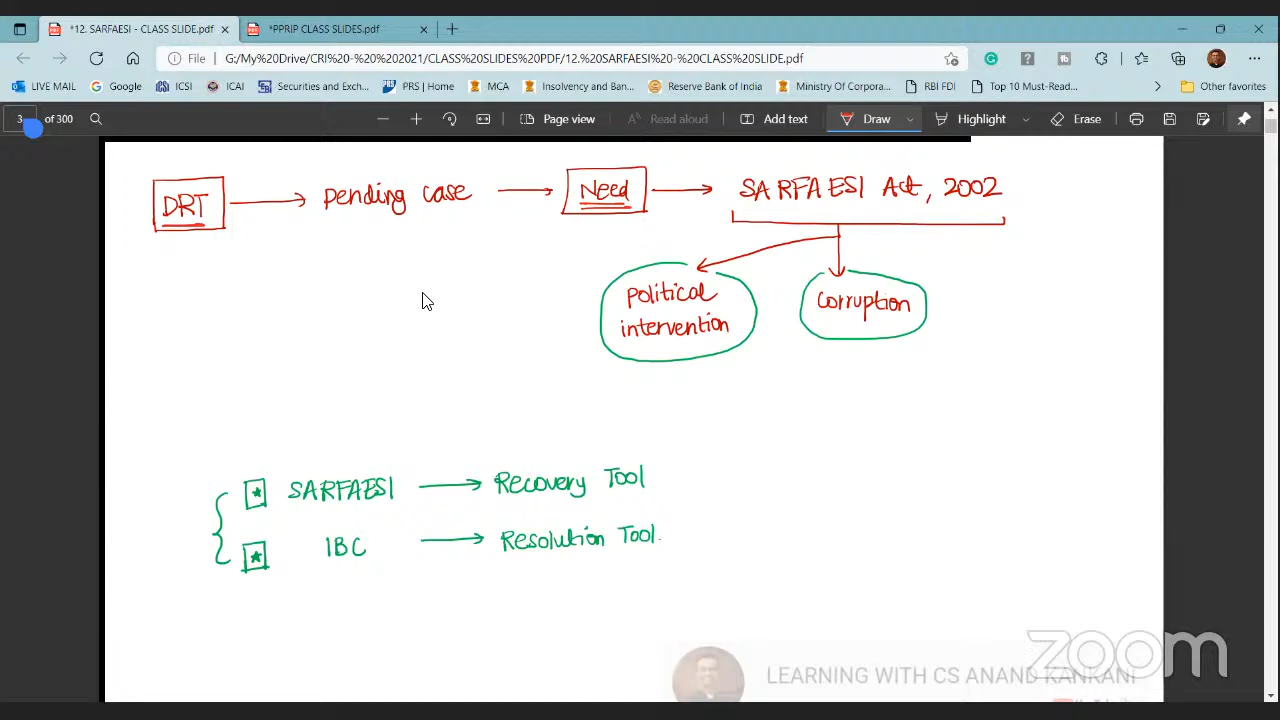 *12. SARFAESI - CLASS SLIDE.pdf
*PPRIP CLASS SLIDES.pdf
File
G:/My%20Drive/CRI%20-%20%202021/CLASS%20SLIDES%20PDF/12.%20SARFAESI%20-%20CLASS%20SLIDE.pdf
LIVE MAIL Google ICSI ICAI Securities and Exch... PRS | Home MCA Insolvency and Ban... Reserve Bank of India Ministry Of Corpora... RBI FDI Top 10 Must-Read... Other favorites
3 of 300 Page view Read aloud Add text Draw Highlight Erase
DRT Pending case Need SARFAESI Act, 2002
Political intervention
Corruption
SARFAESI Recovery Tool
IBC Resolution Tool.
zoom
LEARNING WITH CS ANAND KANKANI